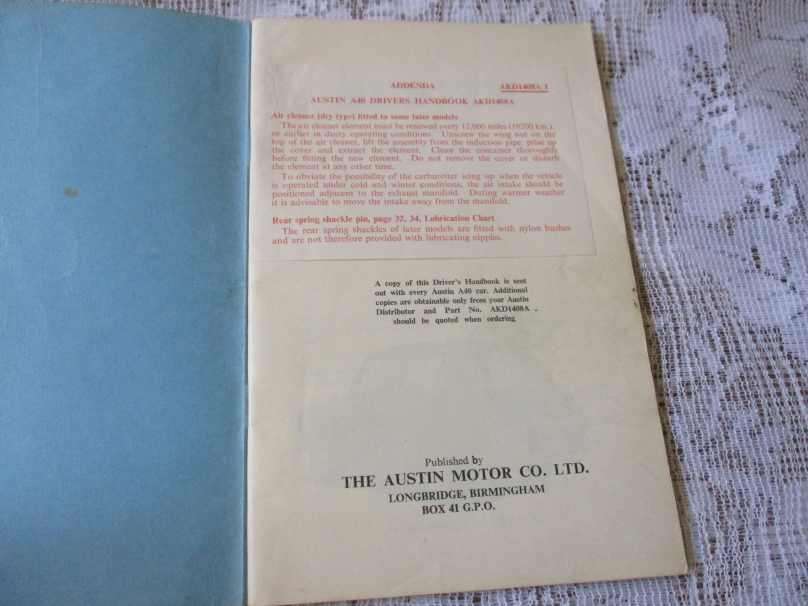 ADDENDA AKD1408A/1
AUSTIN A40 DRIVERS HANDBOOK AKD1408A
Air cleaner (dry type) fitted to some later models
The air cleaner element must be renewed every 12,000 miles (19200 km.)
or earlier in dusty operating conditions. Unscrew the wing nut on the
top of the air cleaner, lift the assembly from the induction pipe, prise up
the cover and extract the element. Clean the container thoroughly
before fitting the new element. Do not remove the cover or disturb
the element at any other time.
To obviate the possibility of the carburetter icing up when the vehicle
is operated under cold and winter conditions, the air intake should be
positioned adjacent to the exhaust manifold. During warmer weather
it is advisable to move the intake away from the manifold.
Rear spring shackle pin, page 32, 34, Lubrication Chart
The rear spring shackles of later models are fitted with nylon bushes
and are not therefore provided with lubricating nipples.
A copy of this Driver's Handbook is sent
out with every Austin A40 car. Additional
copies are obtainable only from your Austin
Distributor and Part No. AKD1408A .
should be quoted when ordering
Published by
THE AUSTIN MOTOR CO. LTD.
LONGBRIDGE, BIRMINGHAM
BOX 41 G.P.O.